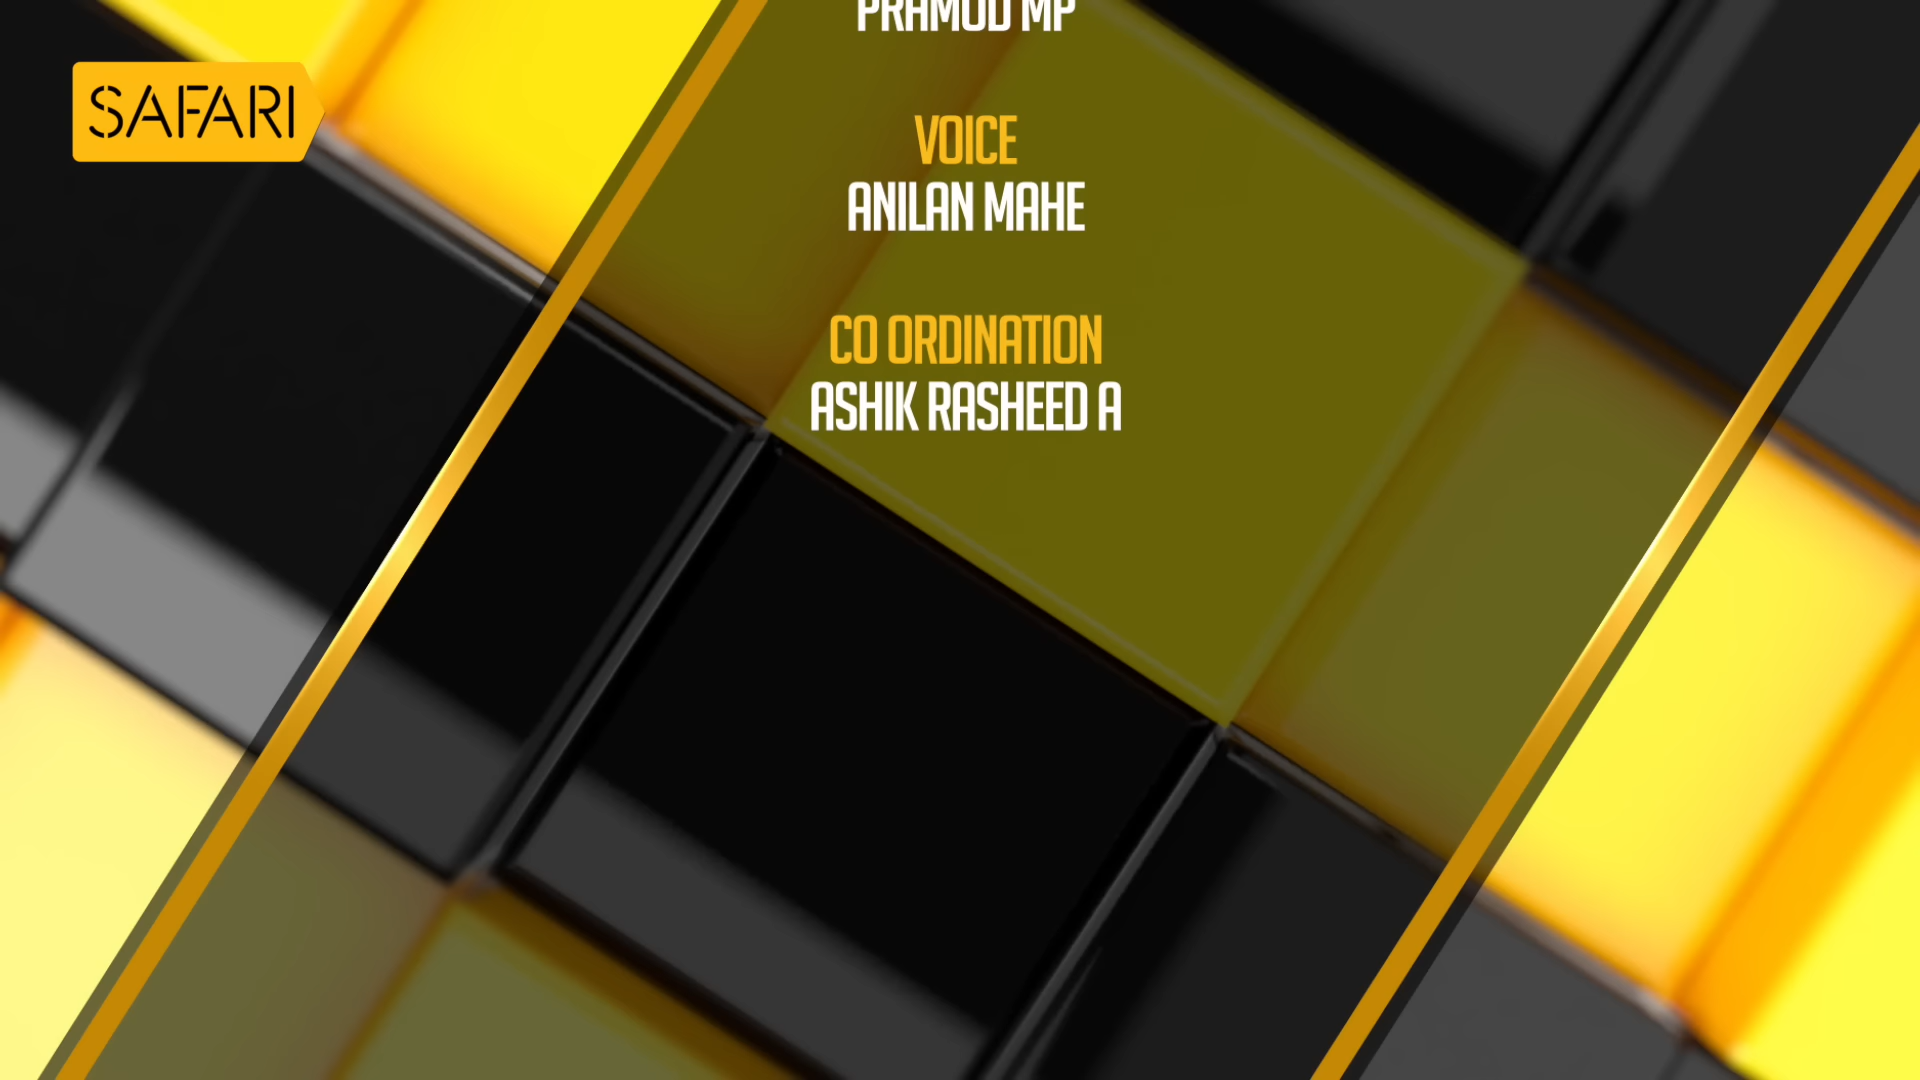 PRAMOD MP
SAFARI
VOICE
ANILAN MAHE
CO ORDINATION
ASHIK RASHEED A